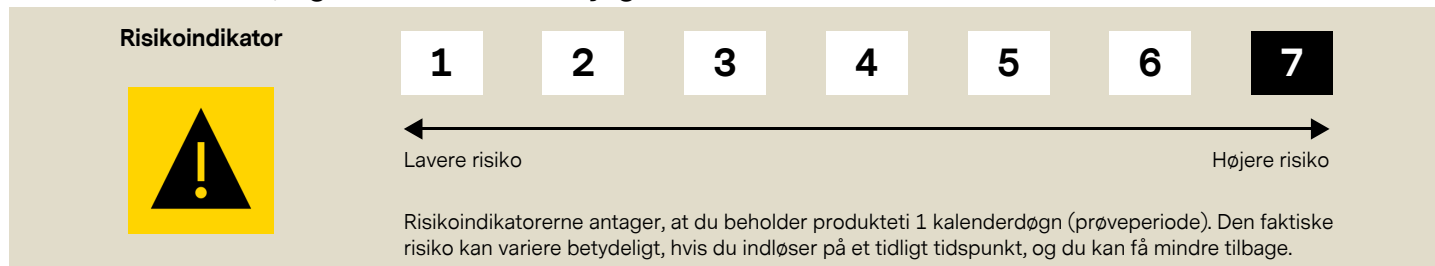 Risikoindikator
1 2 3 4 5 6 7
Lavere risiko Højere risiko
Risikoindikatorerne antager, at du beholder produkteti 1 kalenderdøgn (prøveperiode). Den faktiske
risiko kan variere betydeligt, hvis du indløser på et tidligt tidspunkt, og du kan få mindre tilbage.